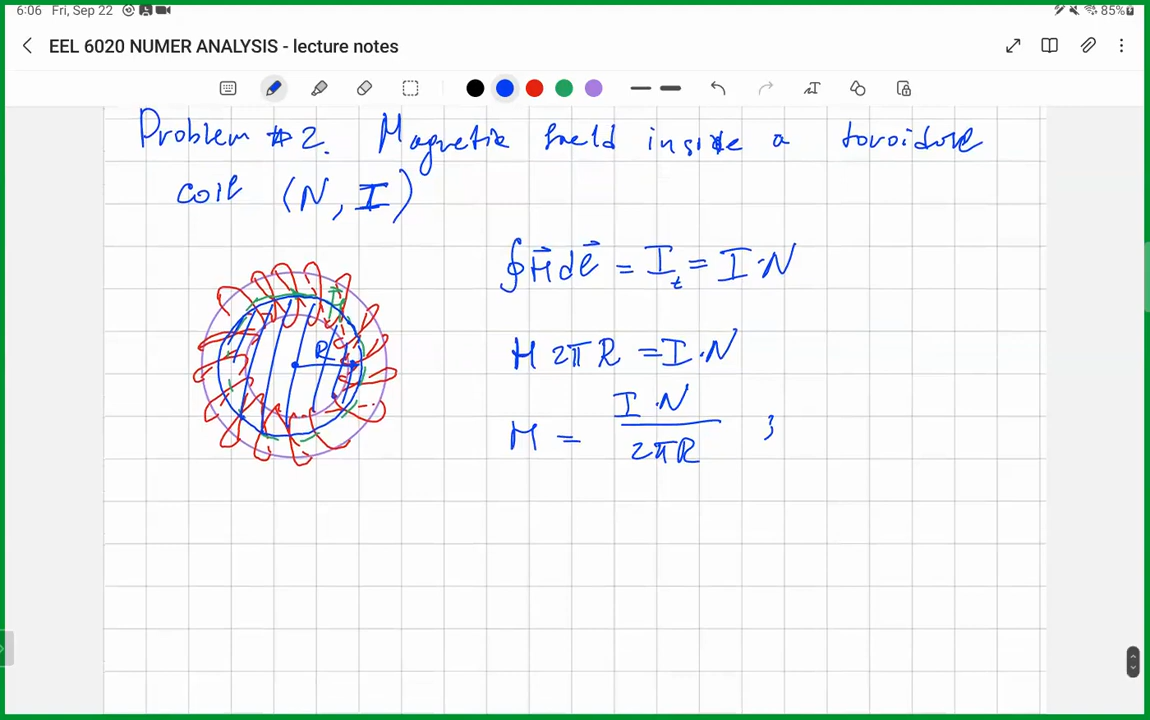 6:06 Fri, Sep 22 85%
EEL 6020 NUMER ANALYSIS - lecture notes
Problem #2. Magnetic field inside a toroidal
coil (N, I)
∮H⃗dℓ⃗ = I_t = I·N
H 2π R = I·N
H = I·N / 2πR ;
R